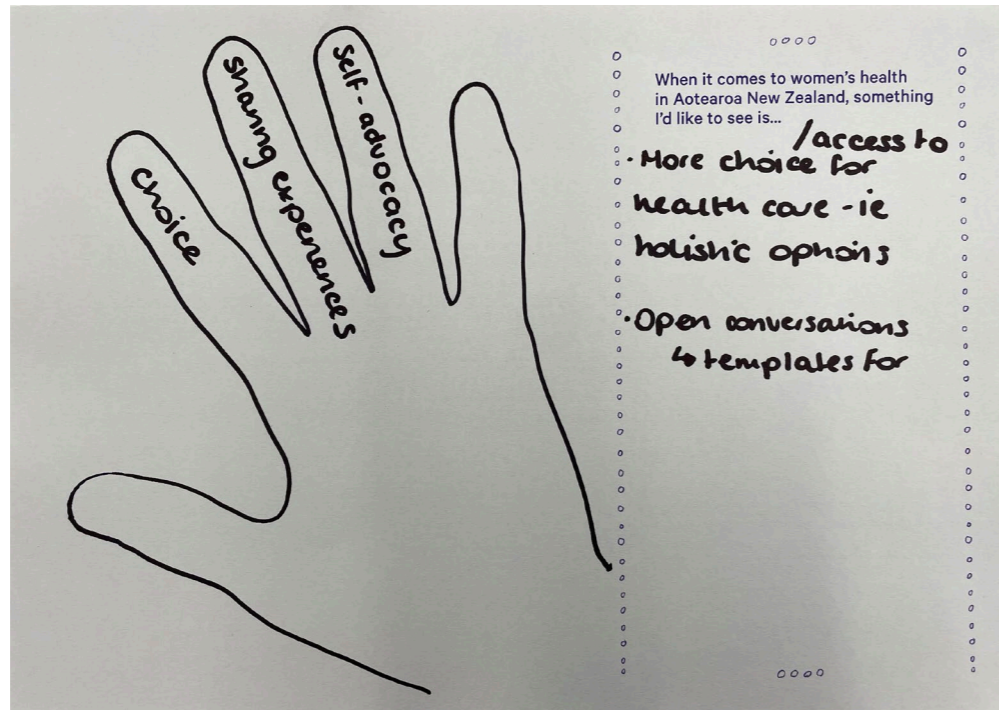 choice
sharing experiences
Self-advocacy
When it comes to women's health
in Aotearoa New Zealand, something
I'd like to see is...
/access to
· More choice for
health care - ie
holistic options
· Open conversations
↳ templates for